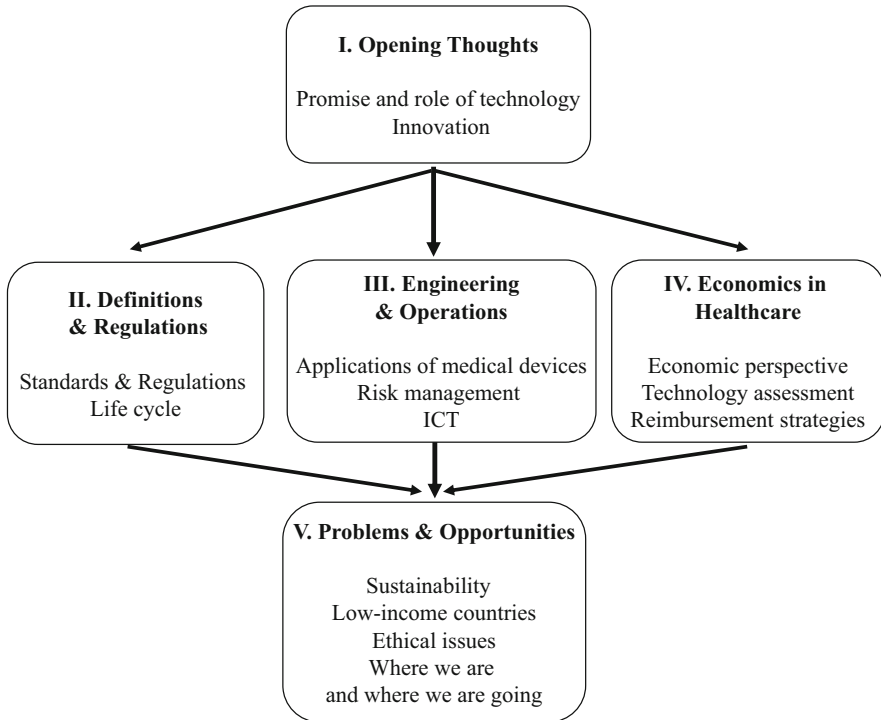 I. Opening Thoughts
Promise and role of technology
Innovation
II. Definitions
& Regulations
Standards & Regulations
Life cycle
III. Engineering
& Operations
Applications of medical devices
Risk management
ICT
IV. Economics in
Healthcare
Economic perspective
Technology assessment
Reimbursement strategies
V. Problems & Opportunities
Sustainability
Low-income countries
Ethical issues
Where we are
and where we are going